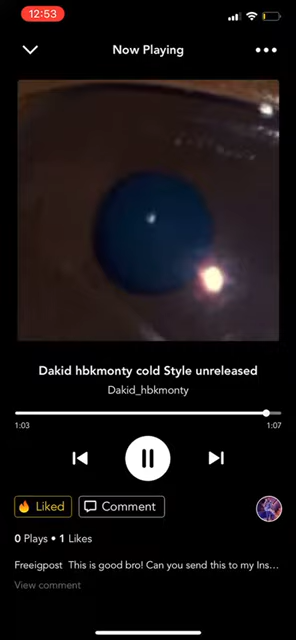 12:53
Now Playing
Dakid hbkmonty cold Style unreleased
Dakid_hbkmonty
1:03
1:07
Liked
Comment
0 Plays • 1 Likes
Freeigpost This is good bro! Can you send this to my Ins...
View comment